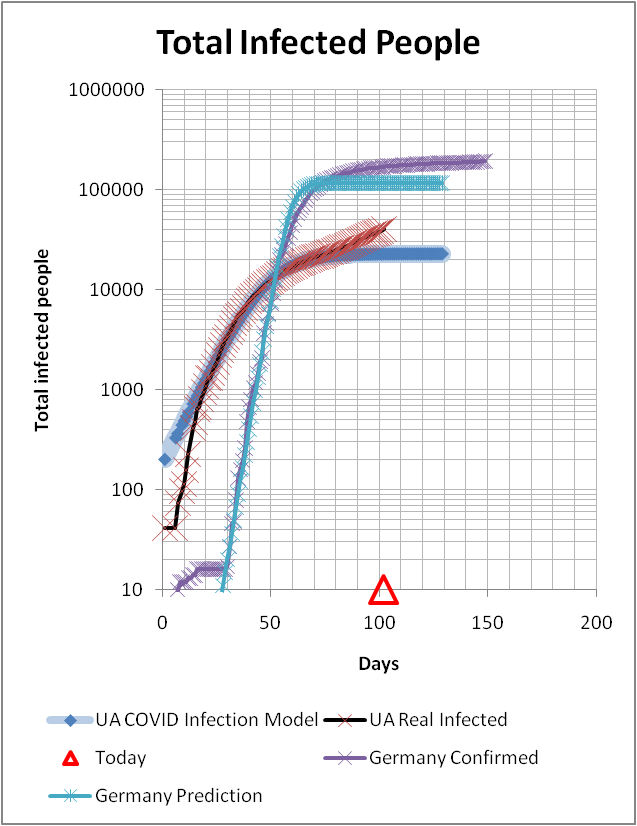 Total Infected People
1000000
100000
10000
1000
100
10
Total infected people
0 50 100 150 200
Days
UA COVID Infection Model UA Real Infected
Today Germany Confirmed
Germany Prediction